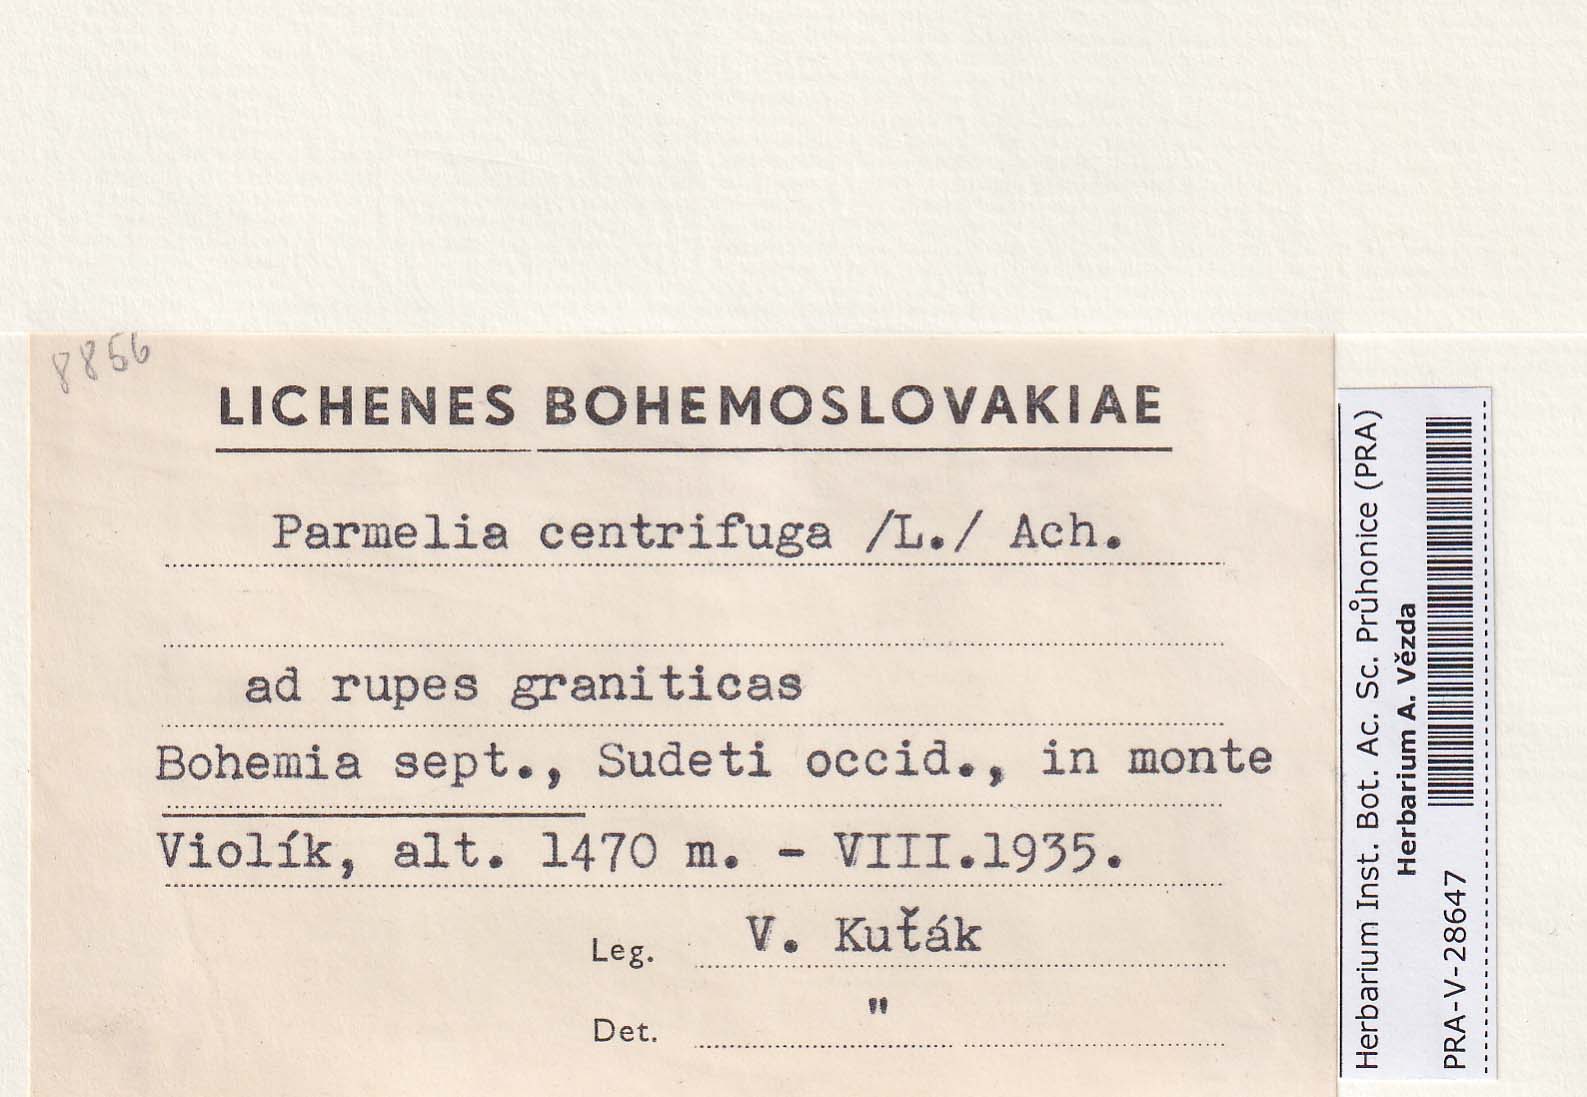 8856
LICHENES BOHEMOSLOVAKIAE
Parmelia centrifuga /L./ Ach.
ad rupes graniticas
Bohemia sept., Sudeti occid., in monte
Violík, alt. 1470 m. - VIII.1935.
Leg. V. Kuťák
Det. "
Herbarium Inst. Bot. Ac. Sc. Průhonice (PRA)
Herbarium A. Vězda
PRA-V-28647